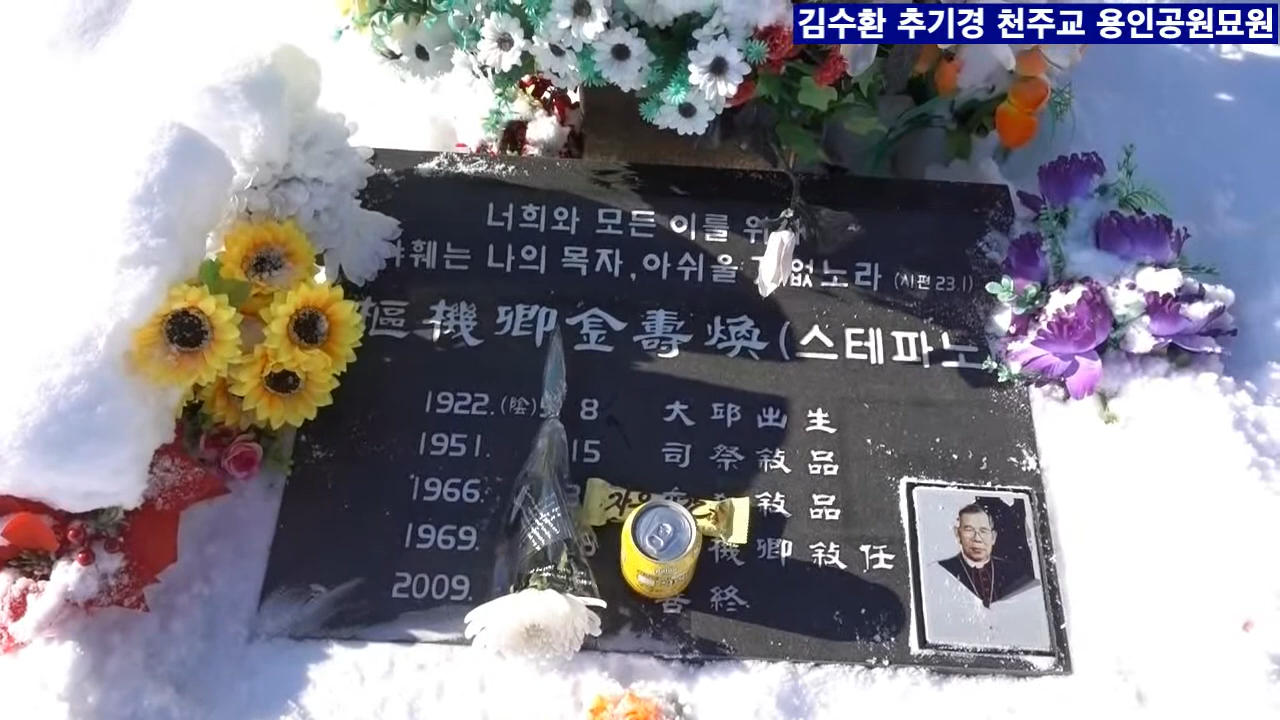 김수환 추기경 천주교 용인공원묘원
너희와 모든 이를
는 나의 목자, 아쉬울 없노라 (시편 23.1)
樞機卿 金壽煥 (스테파노
1922. (陰) 8 大邱出生
1951. 15 司祭敍品
1966. 敍品
1969. 機卿敍任
2009. 善終
자유